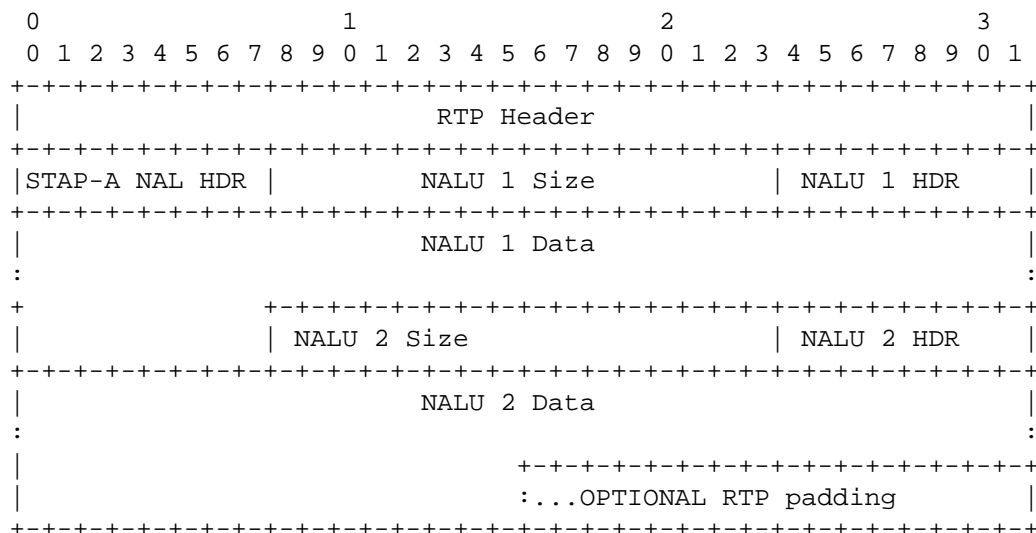 0                   1                   2                   3
 0 1 2 3 4 5 6 7 8 9 0 1 2 3 4 5 6 7 8 9 0 1 2 3 4 5 6 7 8 9 0 1
+-+-+-+-+-+-+-+-+-+-+-+-+-+-+-+-+-+-+-+-+-+-+-+-+-+-+-+-+-+-+-+-+
|                          RTP Header                           |
+-+-+-+-+-+-+-+-+-+-+-+-+-+-+-+-+-+-+-+-+-+-+-+-+-+-+-+-+-+-+-+-+
|STAP-A NAL HDR |         NALU 1 Size           | NALU 1 HDR    |
+-+-+-+-+-+-+-+-+-+-+-+-+-+-+-+-+-+-+-+-+-+-+-+-+-+-+-+-+-+-+-+-+
|                         NALU 1 Data                           |
:                                                               :
+               +-+-+-+-+-+-+-+-+-+-+-+-+-+-+-+-+-+-+-+-+-+-+-+-+
|               | NALU 2 Size                   | NALU 2 HDR    |
+-+-+-+-+-+-+-+-+-+-+-+-+-+-+-+-+-+-+-+-+-+-+-+-+-+-+-+-+-+-+-+-+
|                         NALU 2 Data                           |
:                                                               :
|                               +-+-+-+-+-+-+-+-+-+-+-+-+-+-+-+-+
|                               :...OPTIONAL RTP padding        |
+-+-+-+-+-+-+-+-+-+-+-+-+-+-+-+-+-+-+-+-+-+-+-+-+-+-+-+-+-+-+-+-+